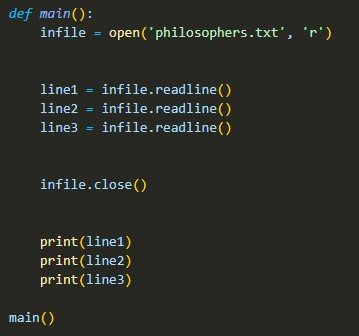 def main():
    infile = open('philosophers.txt', 'r')
    line1 = infile.readline()
    line2 = infile.readline()
    line3 = infile.readline()
    infile.close()
    print(line1)
    print(line2)
    print(line3)
main()